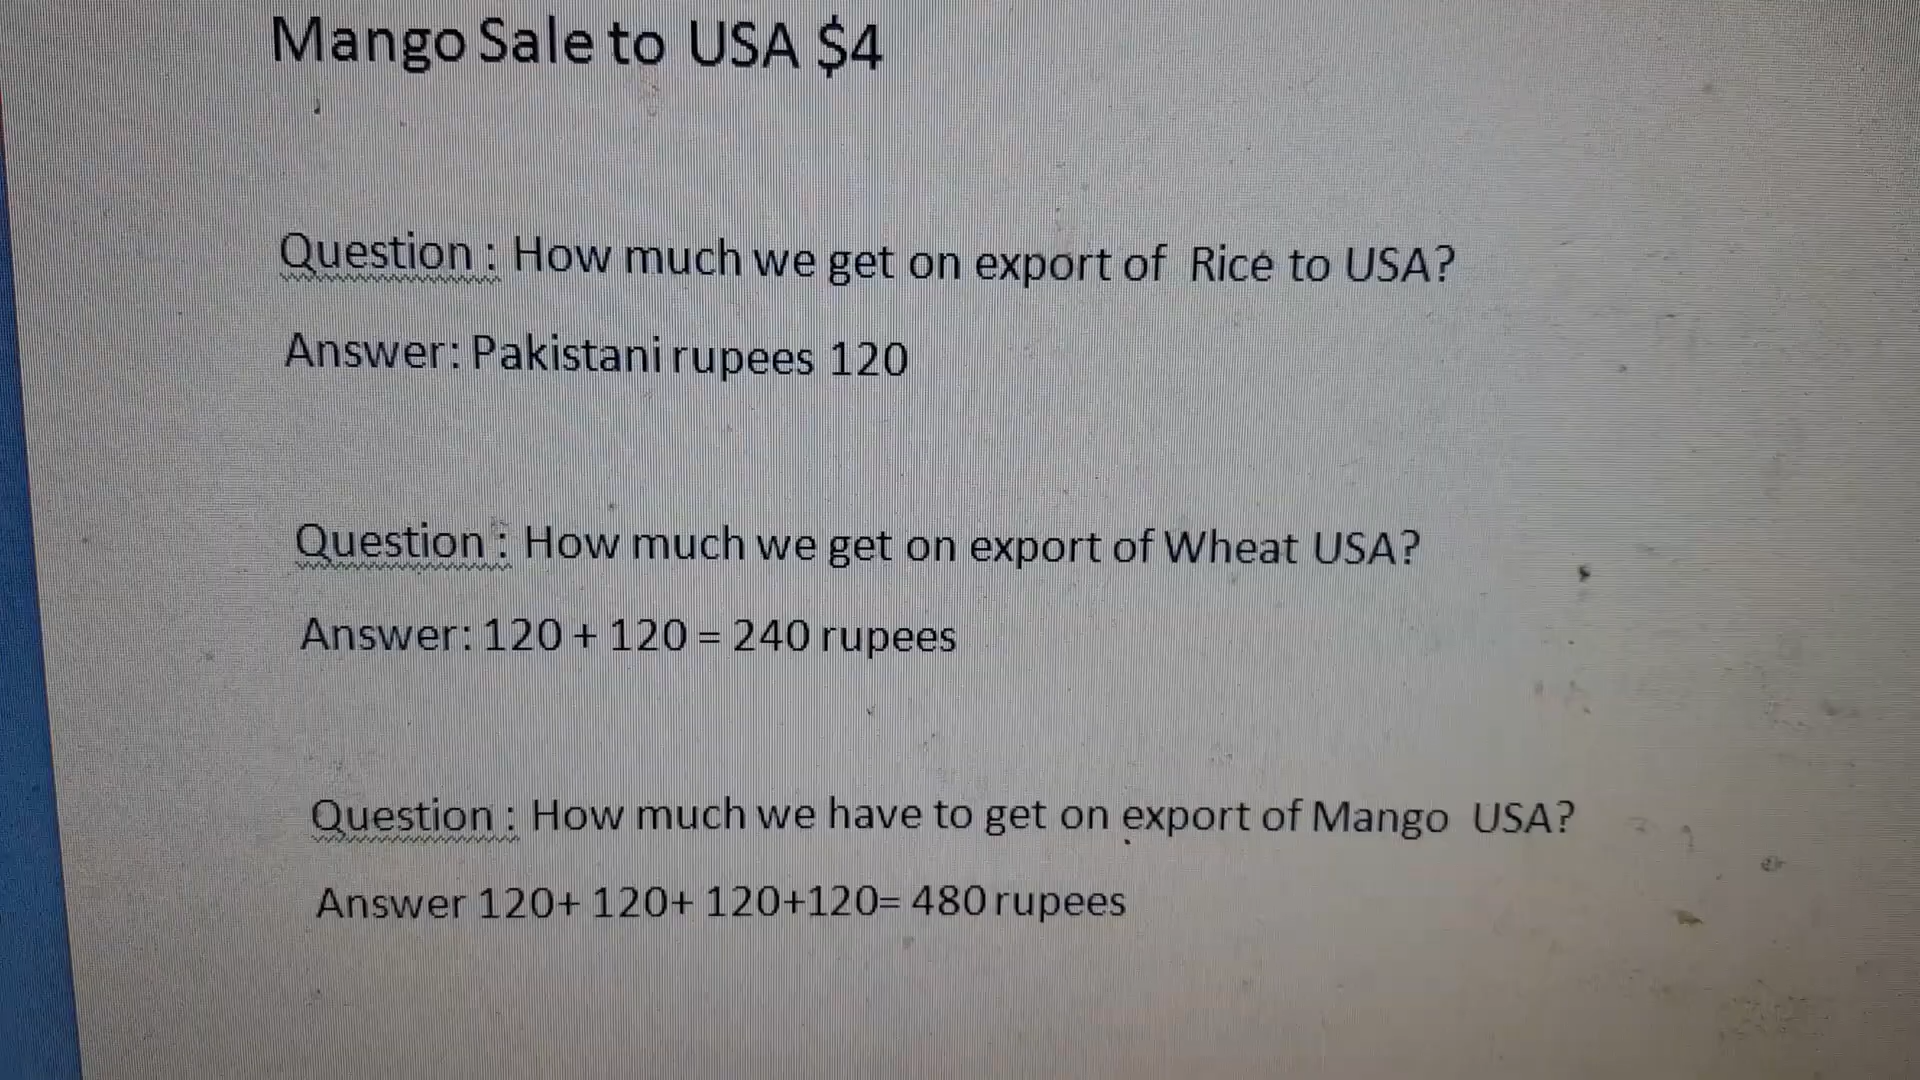 Mango Sale to USA $4
Question : How much we get on export of Rice to USA?
Answer: Pakistani rupees 120
Question : How much we get on export of Wheat USA?
Answer: 120 + 120 = 240 rupees
Question : How much we have to get on export of Mango USA?
Answer 120+ 120+ 120+120= 480 rupees